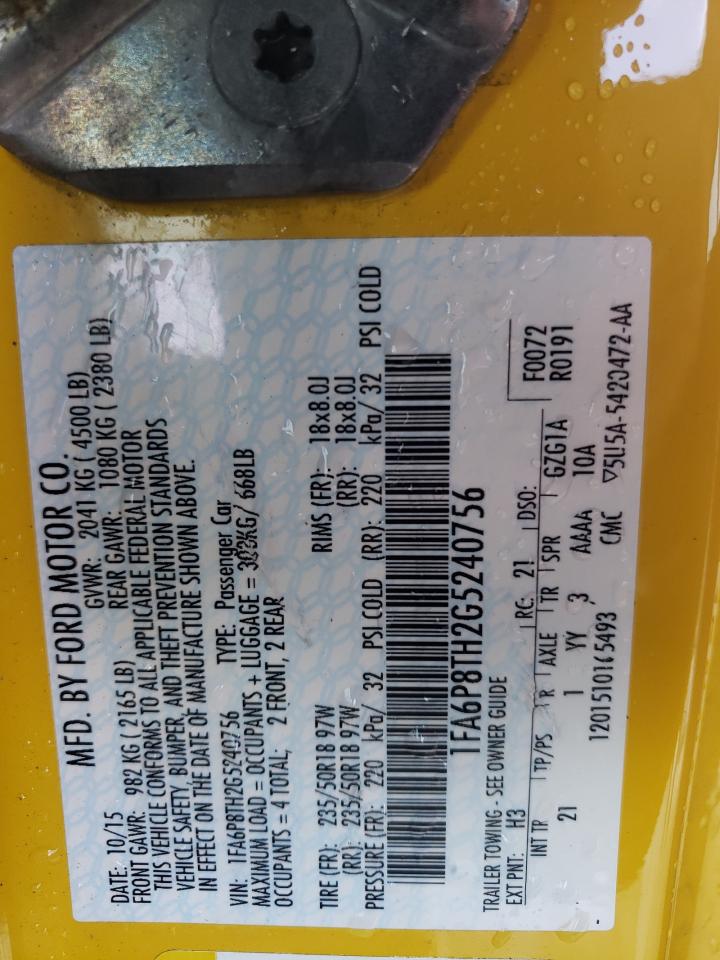 MFD. BY FORD MOTOR CO.
DATE: 10/15 GVWR: 2041 KG ( 4500 LB)
FRONT GAWR: 982 KG ( 2165 LB) REAR GAWR: 1080 KG ( 2380 LB)
THIS VEHICLE CONFORMS TO ALL APPLICABLE FEDERAL MOTOR
VEHICLE SAFETY, BUMPER, AND THEFT PREVENTION STANDARDS
IN EFFECT ON THE DATE OF MANUFACTURE SHOWN ABOVE.
VIN: 1FA6P8TH2G5240756 TYPE: Passenger Car
MAXIMUM LOAD = OCCUPANTS + LUGGAGE = 302KG/ 668LB
OCCUPANTS = 4 TOTAL; 2 FRONT, 2 REAR
TIRE (FR): 235/50R18 97W RIMS (FR): 18x8.0J
(RR): 235/50R18 97W (RR): 18x8.0J
PRESSURE (FR): 220 kPa/ 32 PSI COLD (RR): 220 kPa/ 32 PSI COLD
1FA6P8TH2G5240756
TRAILER TOWING - SEE OWNER GUIDE
F0072
EXT PNT: H3 RC: 21 DSO: R0191
INT TR TP/PS R AXLE TR SPR GZG1A
21 1 YY 3 AAAA 10A
1201510165493 CMC ▽5U5A-5420472-AA